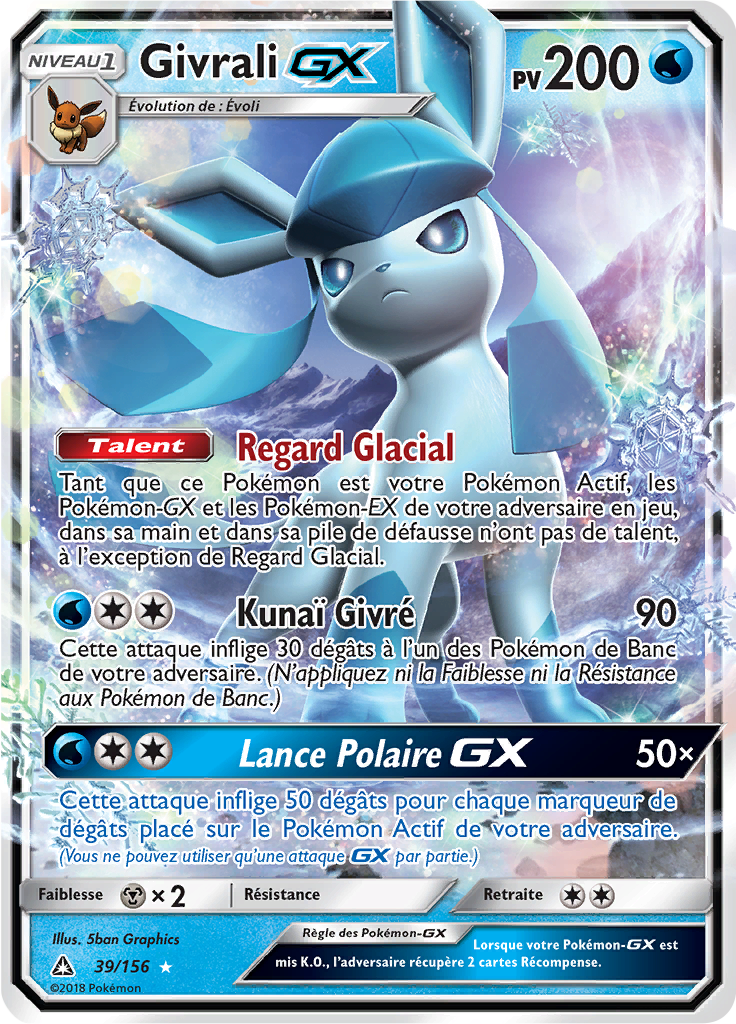 NIVEAU 1
Givrali GX
PV 200
Évolution de : Évoli
Talent Regard Glacial
Tant que ce Pokémon est votre Pokémon Actif, les
Pokémon-GX et les Pokémon-EX de votre adversaire en jeu,
dans sa main et dans sa pile de défausse n’ont pas de talent,
à l’exception de Regard Glacial.
Kunaï Givré 90
Cette attaque inflige 30 dégâts à l’un des Pokémon de Banc
de votre adversaire. (N’appliquez ni la Faiblesse ni la Résistance
aux Pokémon de Banc.)
Lance Polaire GX 50×
Cette attaque inflige 50 dégâts pour chaque marqueur de
dégâts placé sur le Pokémon Actif de votre adversaire.
(Vous ne pouvez utiliser qu’une attaque GX par partie.)
Faiblesse ×2 Résistance Retraite
Illus. 5ban Graphics
39/156
©2018 Pokémon
Règle des Pokémon-GX
Lorsque votre Pokémon-GX est
mis K.O., l’adversaire récupère 2 cartes Récompense.